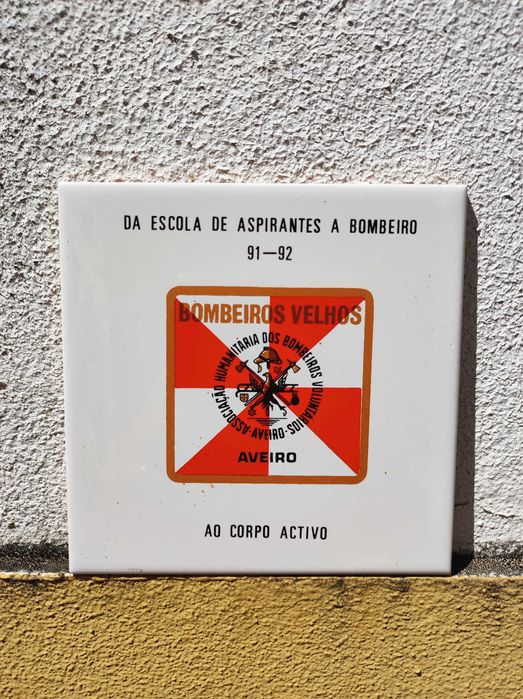 DA ESCOLA DE ASPIRANTES A BOMBEIRO
91—92
BOMBEIROS VELHOS
ASSOCIAÇÃO HUMANITÁRIA DOS BOMBEIROS VOLUNTÁRIOS
-AVEIRO-
AVEIRO
AO CORPO ACTIVO